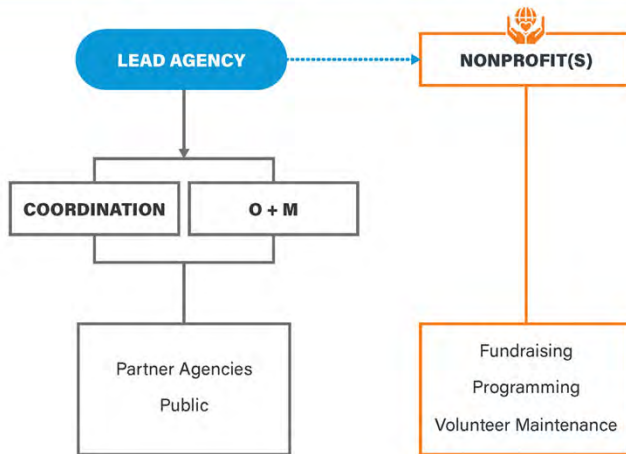 LEAD AGENCY
NONPROFIT(S)
COORDINATION
O + M
Partner Agencies
Public
Fundraising
Programming
Volunteer Maintenance